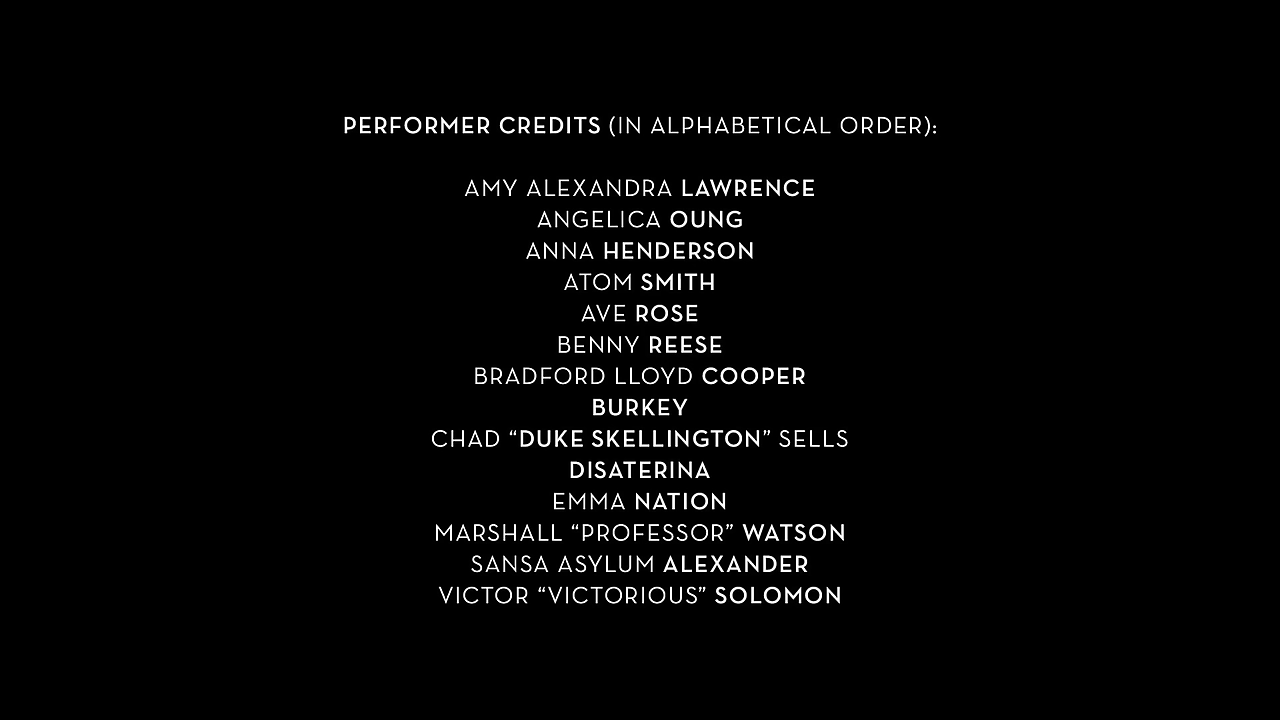 PERFORMER CREDITS (IN ALPHABETICAL ORDER):
AMY ALEXANDRA LAWRENCE
ANGELICA OUNG
ANNA HENDERSON
ATOM SMITH
AVE ROSE
BENNY REESE
BRADFORD LLOYD COOPER
BURKEY
CHAD “DUKE SKELLINGTON” SELLS
DISATERINA
EMMA NATION
MARSHALL “PROFESSOR” WATSON
SANSA ASYLUM ALEXANDER
VICTOR “VICTORIOUS” SOLOMON